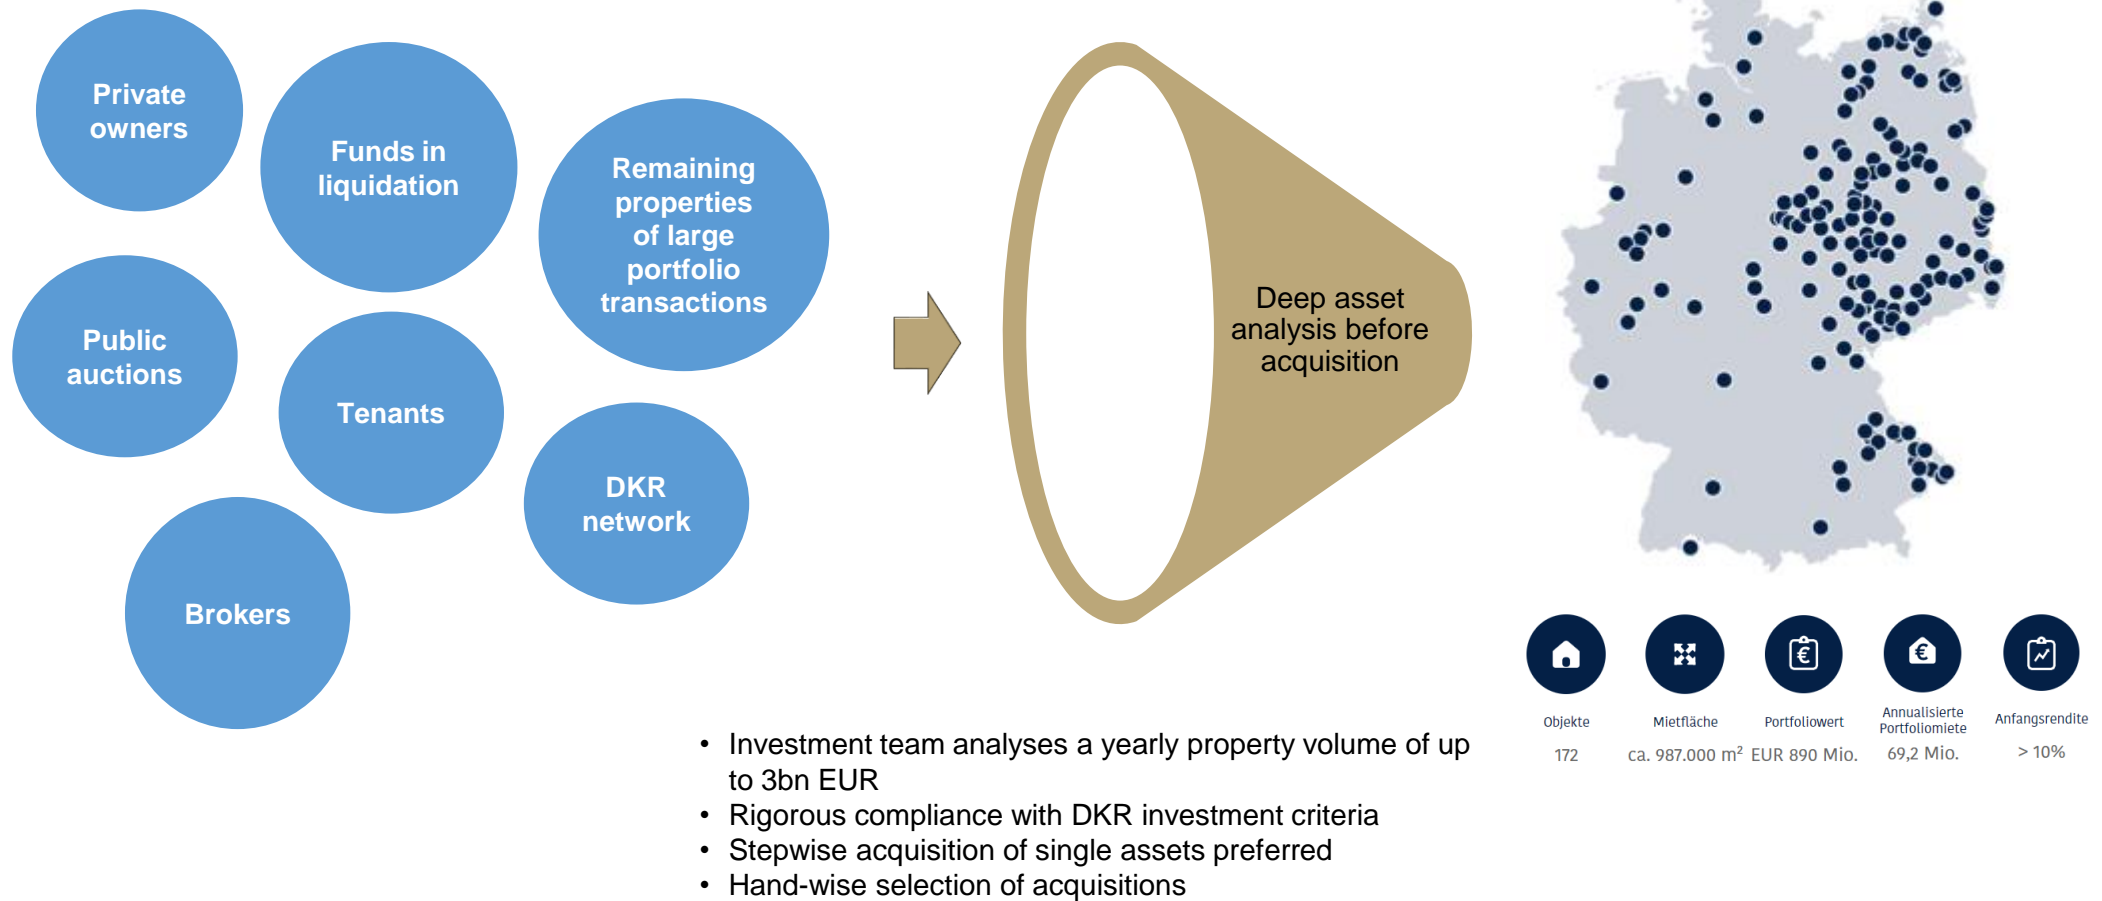 Private
owners
Funds in
liquidation
Remaining
properties
of large
portfolio
transactions
Public
auctions
Tenants
DKR
network
Brokers
Deep asset
analysis before
acquisition
• Investment team analyses a yearly property volume of up
to 3bn EUR
• Rigorous compliance with DKR investment criteria
• Stepwise acquisition of single assets preferred
• Hand-wise selection of acquisitions
Objekte
172
Mietfläche
ca. 987.000 m²
Portfoliowert
EUR 890 Mio.
Annualisierte
Portfoliomiete
69,2 Mio.
Anfangsrendite
> 10%